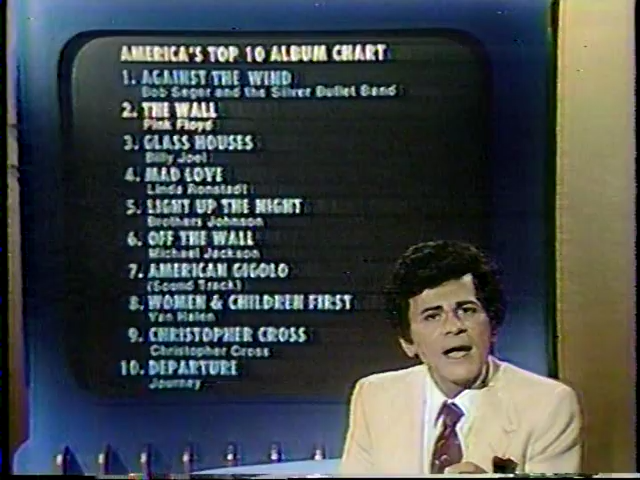 AMERICA'S TOP 10 ALBUM CHART
1. AGAINST THE WIND
Bob Seger and the Silver Bullet Band
2. THE WALL
Pink Floyd
3. GLASS HOUSES
Billy Joel
4. MAD LOVE
Linda Ronstadt
5. LIGHT UP THE NIGHT
Brothers Johnson
6. OFF THE WALL
Michael Jackson
7. AMERICAN GIGOLO
(Sound Track)
8. WOMEN & CHILDREN FIRST
Van Halen
9. CHRISTOPHER CROSS
Christopher Cross
10. DEPARTURE
Journey